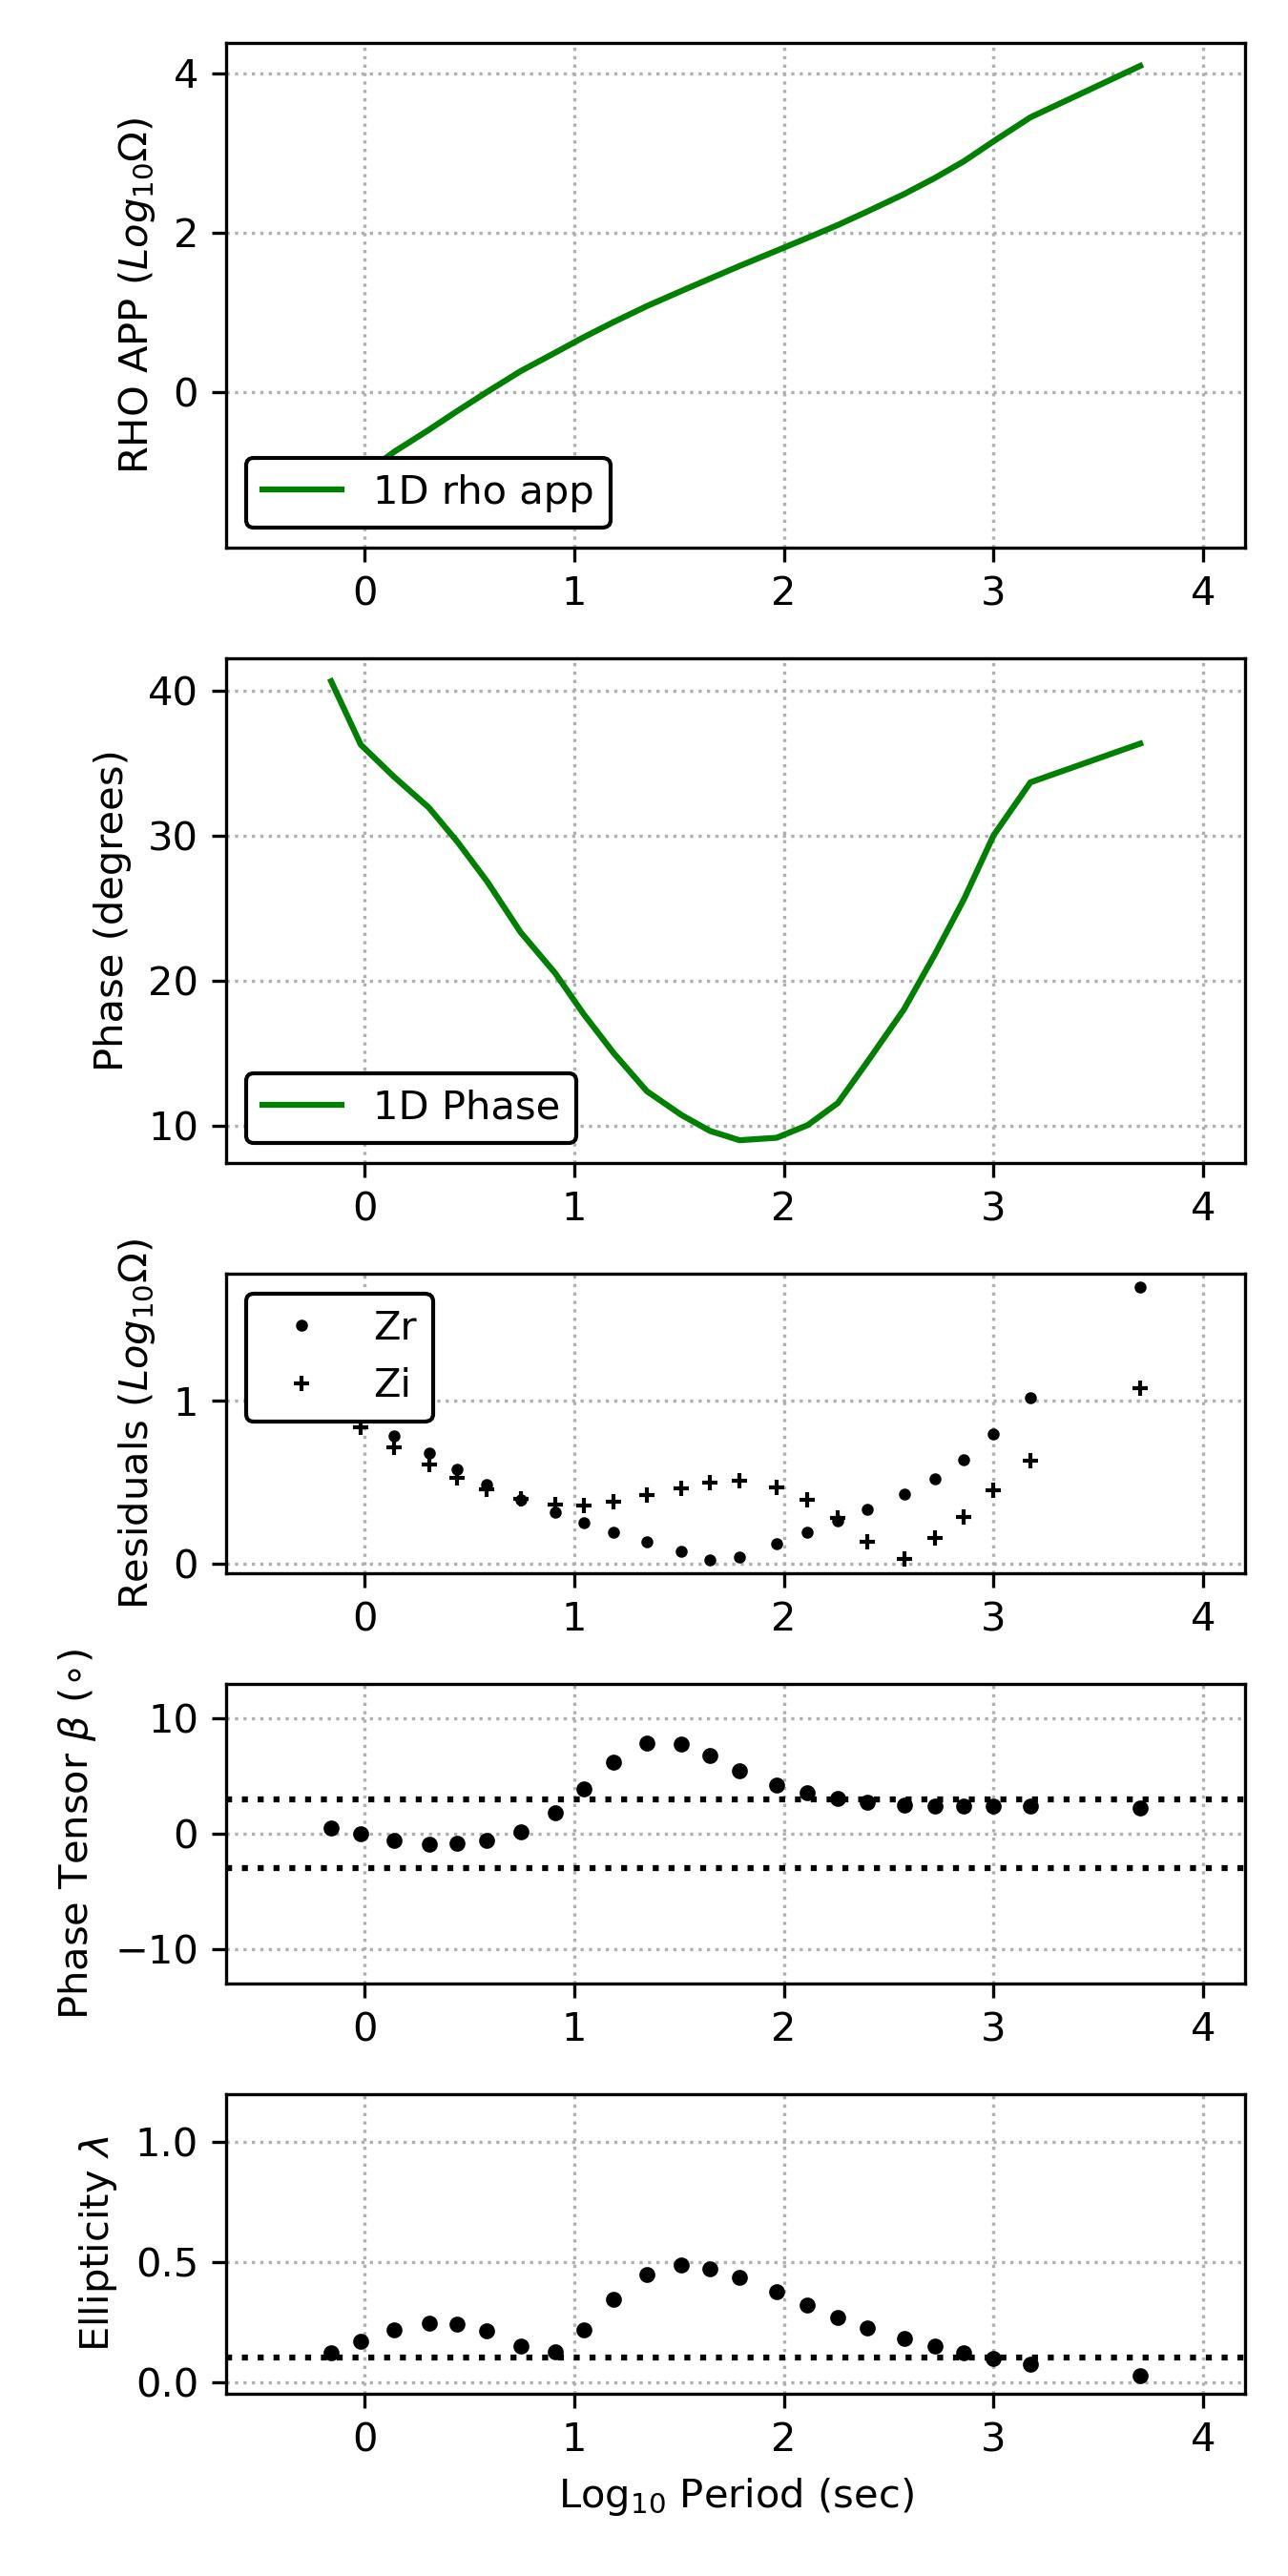 RHO APP (Log10Ω)
4
2
0
1D rho app
0 1 2 3 4
Phase (degrees)
40
30
20
10
1D Phase
0 1 2 3 4
Residuals (Log10Ω)
1
0
Zr
Zi
0 1 2 3 4
Phase Tensor β (∘)
10
0
−10
0 1 2 3 4
Ellipticity λ
1.0
0.5
0.0
0 1 2 3 4
Log10 Period (sec)